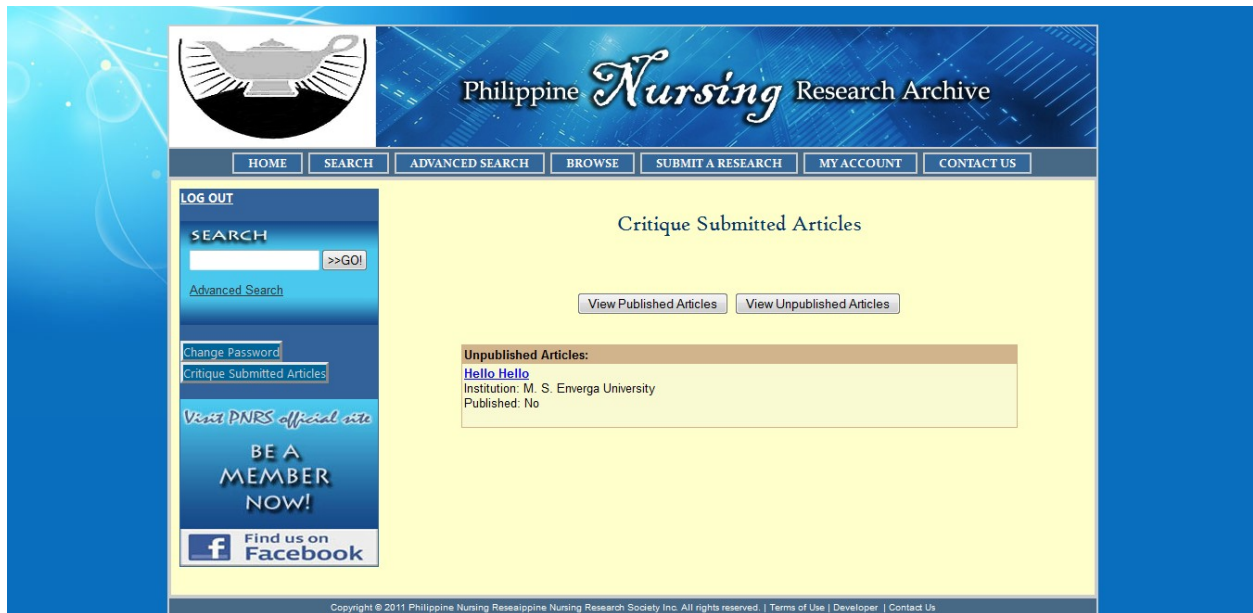 Philippine Nursing Research Archive
HOME SEARCH ADVANCED SEARCH BROWSE SUBMIT A RESEARCH MY ACCOUNT CONTACT US
LOG OUT
SEARCH
>>GO!
Advanced Search
Change Password
Critique Submitted Articles
Visit PNRS official site
BE A
MEMBER
NOW!
Find us on
Facebook
Critique Submitted Articles
View Published Articles View Unpublished Articles
Unpublished Articles:
Hello Hello
Institution: M. S. Enverga University
Published: No
Copyright © 2011 Philippine Nursing Reseaippine Nursing Research Society Inc. All rights reserved. | Terms of Use | Developer | Contact Us